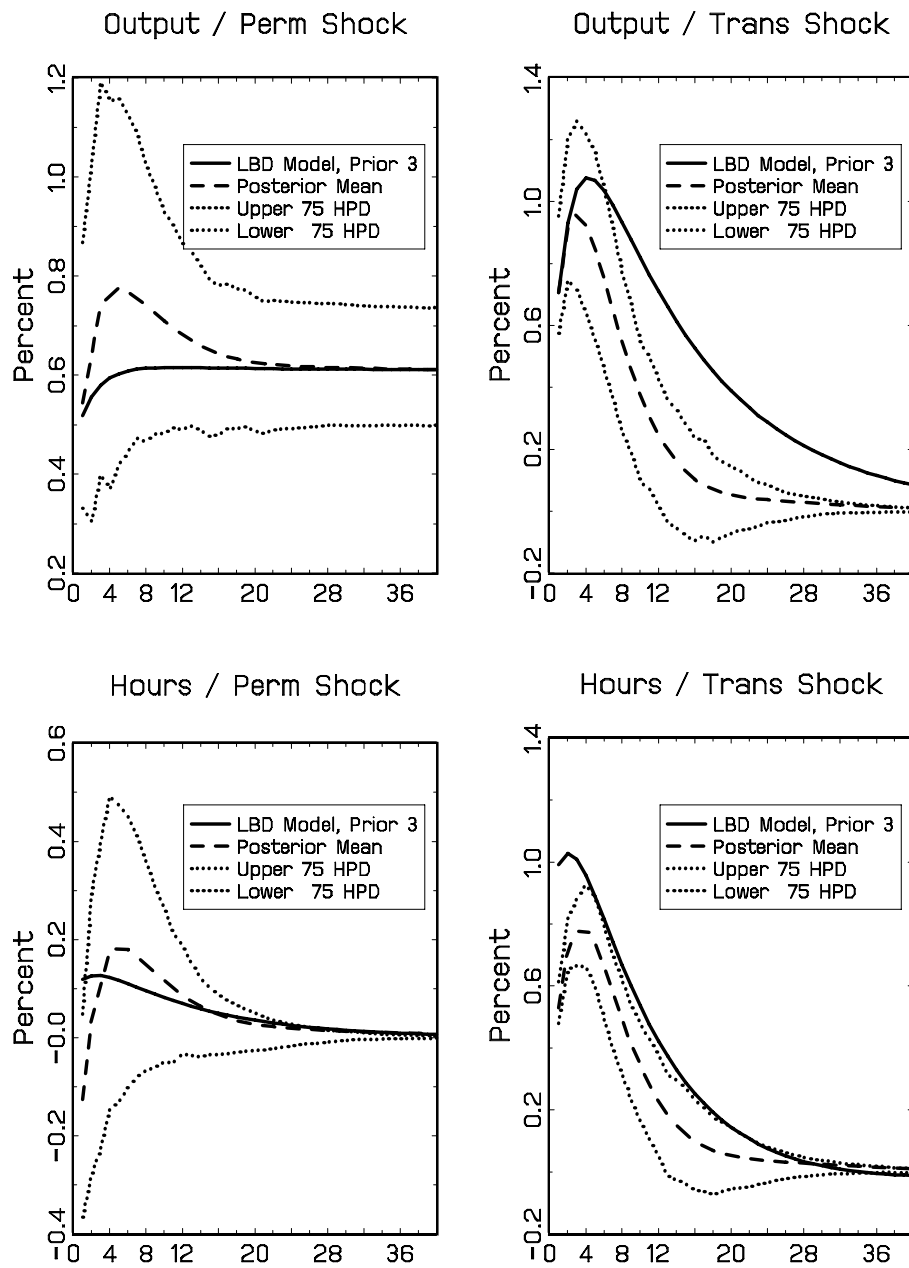 Output / Perm Shock
Percent
1.2
1.0
0.8
0.6
0.4
0.2
LBD Model, Prior 3
Posterior Mean
Upper 75 HPD
Lower 75 HPD
0 4 8 12 20 28 36
Output / Trans Shock
Percent
1.4
1.0
0.6
0.2
-0.2
LBD Model, Prior 3
Posterior Mean
Upper 75 HPD
Lower 75 HPD
0 4 8 12 20 28 36
Hours / Perm Shock
Percent
0.6
0.4
0.2
-0.0
-0.2
-0.4
LBD Model, Prior 3
Posterior Mean
Upper 75 HPD
Lower 75 HPD
0 4 8 12 20 28 36
Hours / Trans Shock
Percent
1.4
1.0
0.6
0.2
-0.2
LBD Model, Prior 3
Posterior Mean
Upper 75 HPD
Lower 75 HPD
0 4 8 12 20 28 36